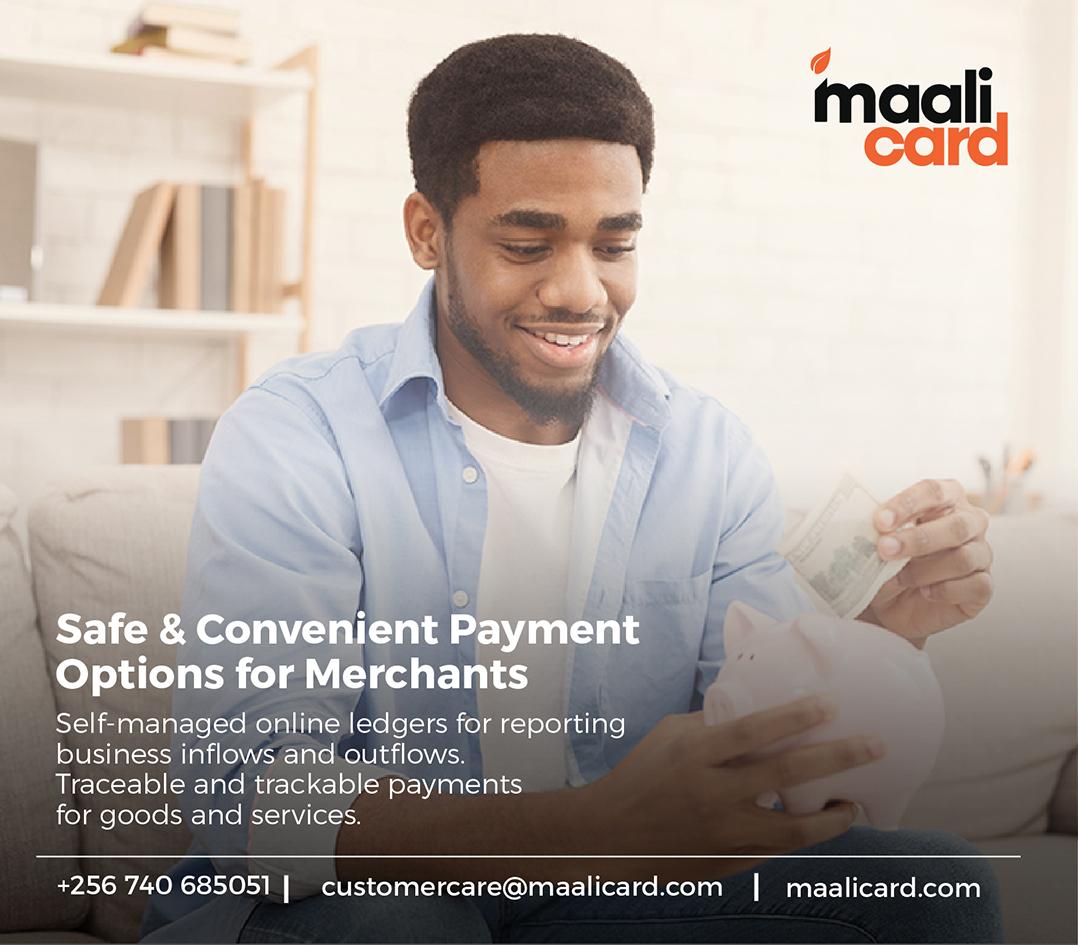 maali
card
Safe & Convenient Payment
Options for Merchants
Self-managed online ledgers for reporting
business inflows and outflows.
Traceable and trackable payments
for goods and services.
+256 740 685051 | customercare@maalicard.com | maalicard.com